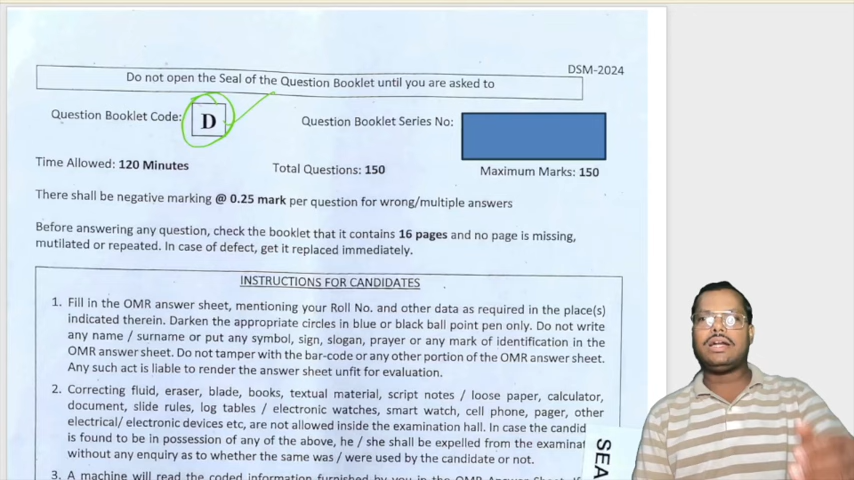 DSM-2024
Do not open the Seal of the Question Booklet until you are asked to
Question Booklet Code: D
Question Booklet Series No:
Time Allowed: 120 Minutes
Total Questions: 150
Maximum Marks: 150
There shall be negative marking @ 0.25 mark per question for wrong/multiple answers
Before answering any question, check the booklet that it contains 16 pages and no page is missing,
mutilated or repeated. In case of defect, get it replaced immediately.
INSTRUCTIONS FOR CANDIDATES
1. Fill in the OMR answer sheet, mentioning your Roll No. and other data as required in the place(s)
indicated therein. Darken the appropriate circles in blue or black ball point pen only. Do not write
any name / surname or put any symbol, sign, slogan, prayer or any mark of identification in the
OMR answer sheet. Do not tamper with the bar-code or any other portion of the OMR answer sheet.
Any such act is liable to render the answer sheet unfit for evaluation.
2. Correcting fluid, eraser, blade, books, textual material, script notes / loose paper, calculator,
document, slide rules, log tables / electronic watches, smart watch, cell phone, pager, other
electrical/ electronic devices etc, are not allowed inside the examination hall. In case the candid
is found to be in possession of any of the above, he / she shall be expelled from the examinat
without any enquiry as to whether the same was / were used by the candidate or not.
3. A machine will read the coded information furnished by you in the OMR Answer Sheet.
SEA